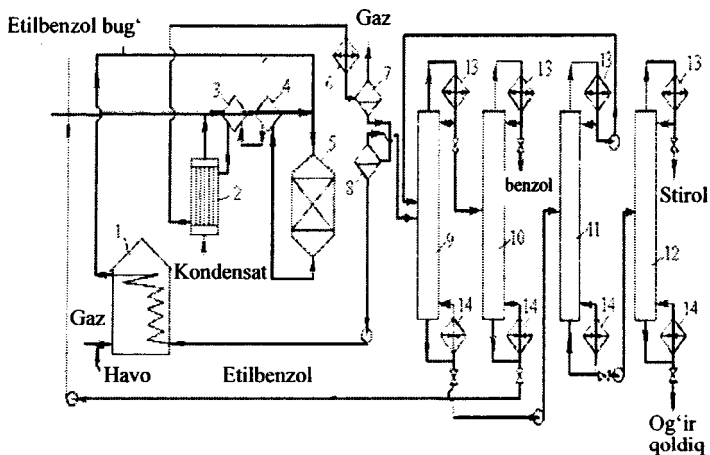 Etilbenzol bug‘
Gaz
3
4
6
7
13
13
13
13
5
8
2
benzol
Stirol
1
9
10
11
12
Kondensat
Gaz
14
14
14
14
Havo
Etilbenzol
Og‘ir
qoldiq